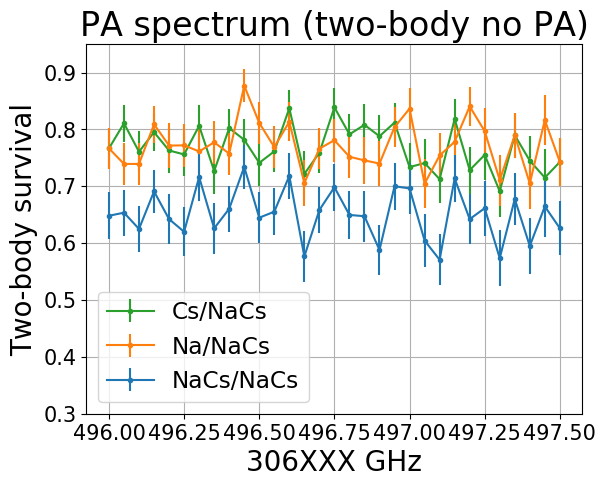 PA spectrum (two-body no PA)
Two-body survival
0.9
0.8
0.7
0.6
0.5
0.4
0.3
Cs/NaCs
Na/NaCs
NaCs/NaCs
496.00 496.25 496.50 496.75 497.00 497.25 497.50
306XXX GHz